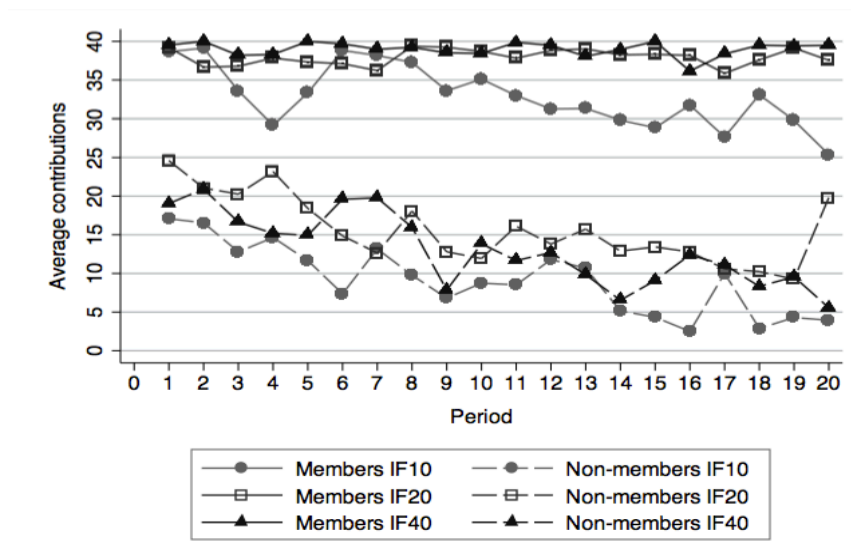 Average contributions
40
35
30
25
20
15
10
5
0
0 1 2 3 4 5 6 7 8 9 10 11 12 13 14 15 16 17 18 19 20
Period
Members IF10 Non-members IF10
Members IF20 Non-members IF20
Members IF40 Non-members IF40